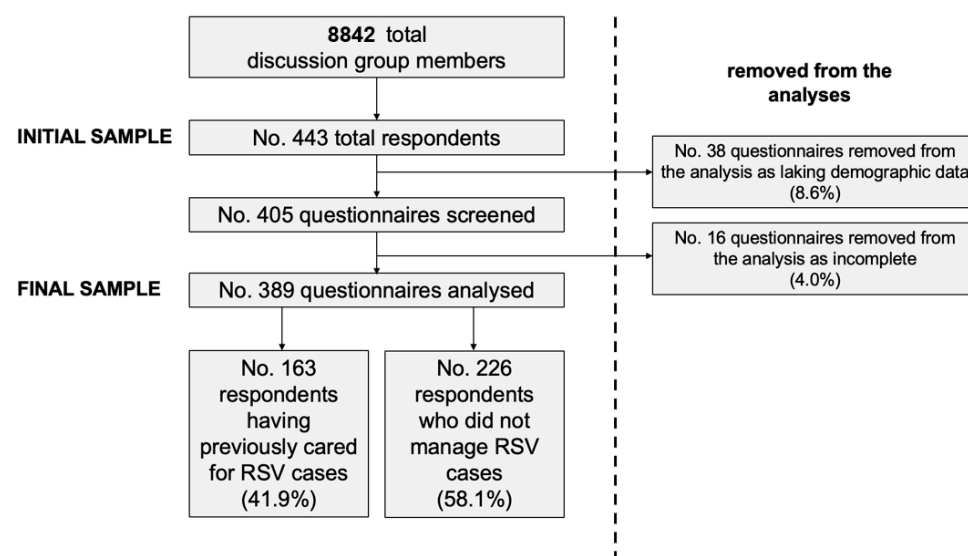 8842 total
discussion group members
removed from the
analyses
INITIAL SAMPLE
No. 443 total respondents
No. 38 questionnaires removed from
the analysis as laking demographic data
(8.6%)
No. 405 questionnaires screened
No. 16 questionnaires removed from
the analysis as incomplete
(4.0%)
FINAL SAMPLE
No. 389 questionnaires analysed
No. 163
respondents
having
previously cared
for RSV cases
(41.9%)
No. 226
respondents
who did not
manage RSV
cases
(58.1%)